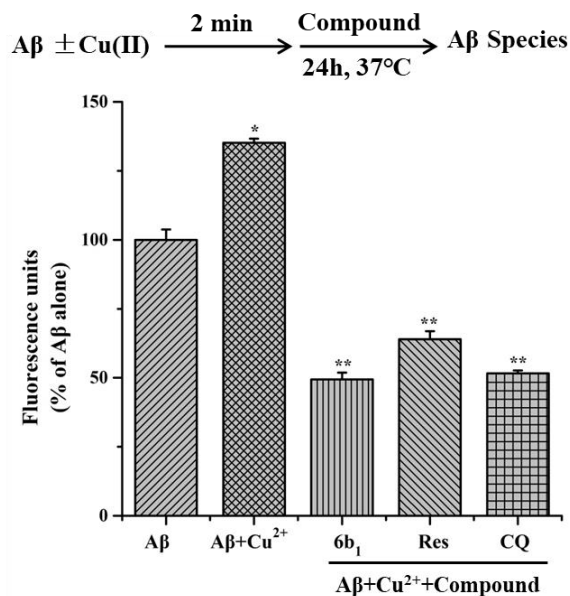 Aβ ±Cu(II) 2 min Compound Aβ Species
24h, 37°C
Fluorescence units
(% of Aβ alone)
150
100
50
0
*
**
**
**
Aβ Aβ+Cu²⁺ 6b₁ Res CQ
Aβ+Cu²⁺+Compound